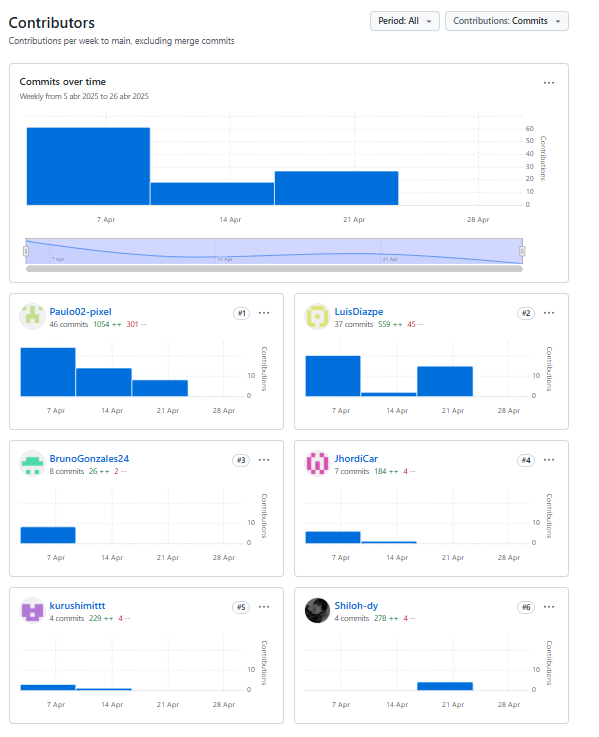 Contributors
Period: All
Contributions: Commits
Contributions per week to main, excluding merge commits
Commits over time
Weekly from 5 abr 2025 to 26 abr 2025
60
50
40
30
20
10
0
Contributions
7 Apr 14 Apr 21 Apr 28 Apr
7 Apr 14 Apr 21 Apr
Paulo02-pixel #1
46 commits 1054 ++ 301 --
10
0
Contributions
7 Apr 14 Apr 21 Apr 28 Apr
LuisDiazpe #2
37 commits 559 ++ 45 --
10
0
Contributions
7 Apr 14 Apr 21 Apr 28 Apr
BrunoGonzales24 #3
8 commits 26 ++ 2 --
10
0
Contributions
7 Apr 14 Apr 21 Apr 28 Apr
JhordiCar #4
7 commits 184 ++ 4 --
10
0
Contributions
7 Apr 14 Apr 21 Apr 28 Apr
kurushimittt #5
4 commits 229 ++ 4 --
10
0
Contributions
7 Apr 14 Apr 21 Apr 28 Apr
Shiloh-dy #6
4 commits 278 ++ 4 --
10
0
Contributions
7 Apr 14 Apr 21 Apr 28 Apr